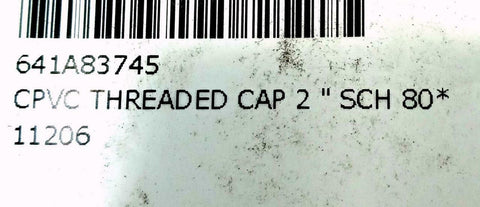 641A83745
CPVC THREADED CAP 2 " SCH 80*
11206